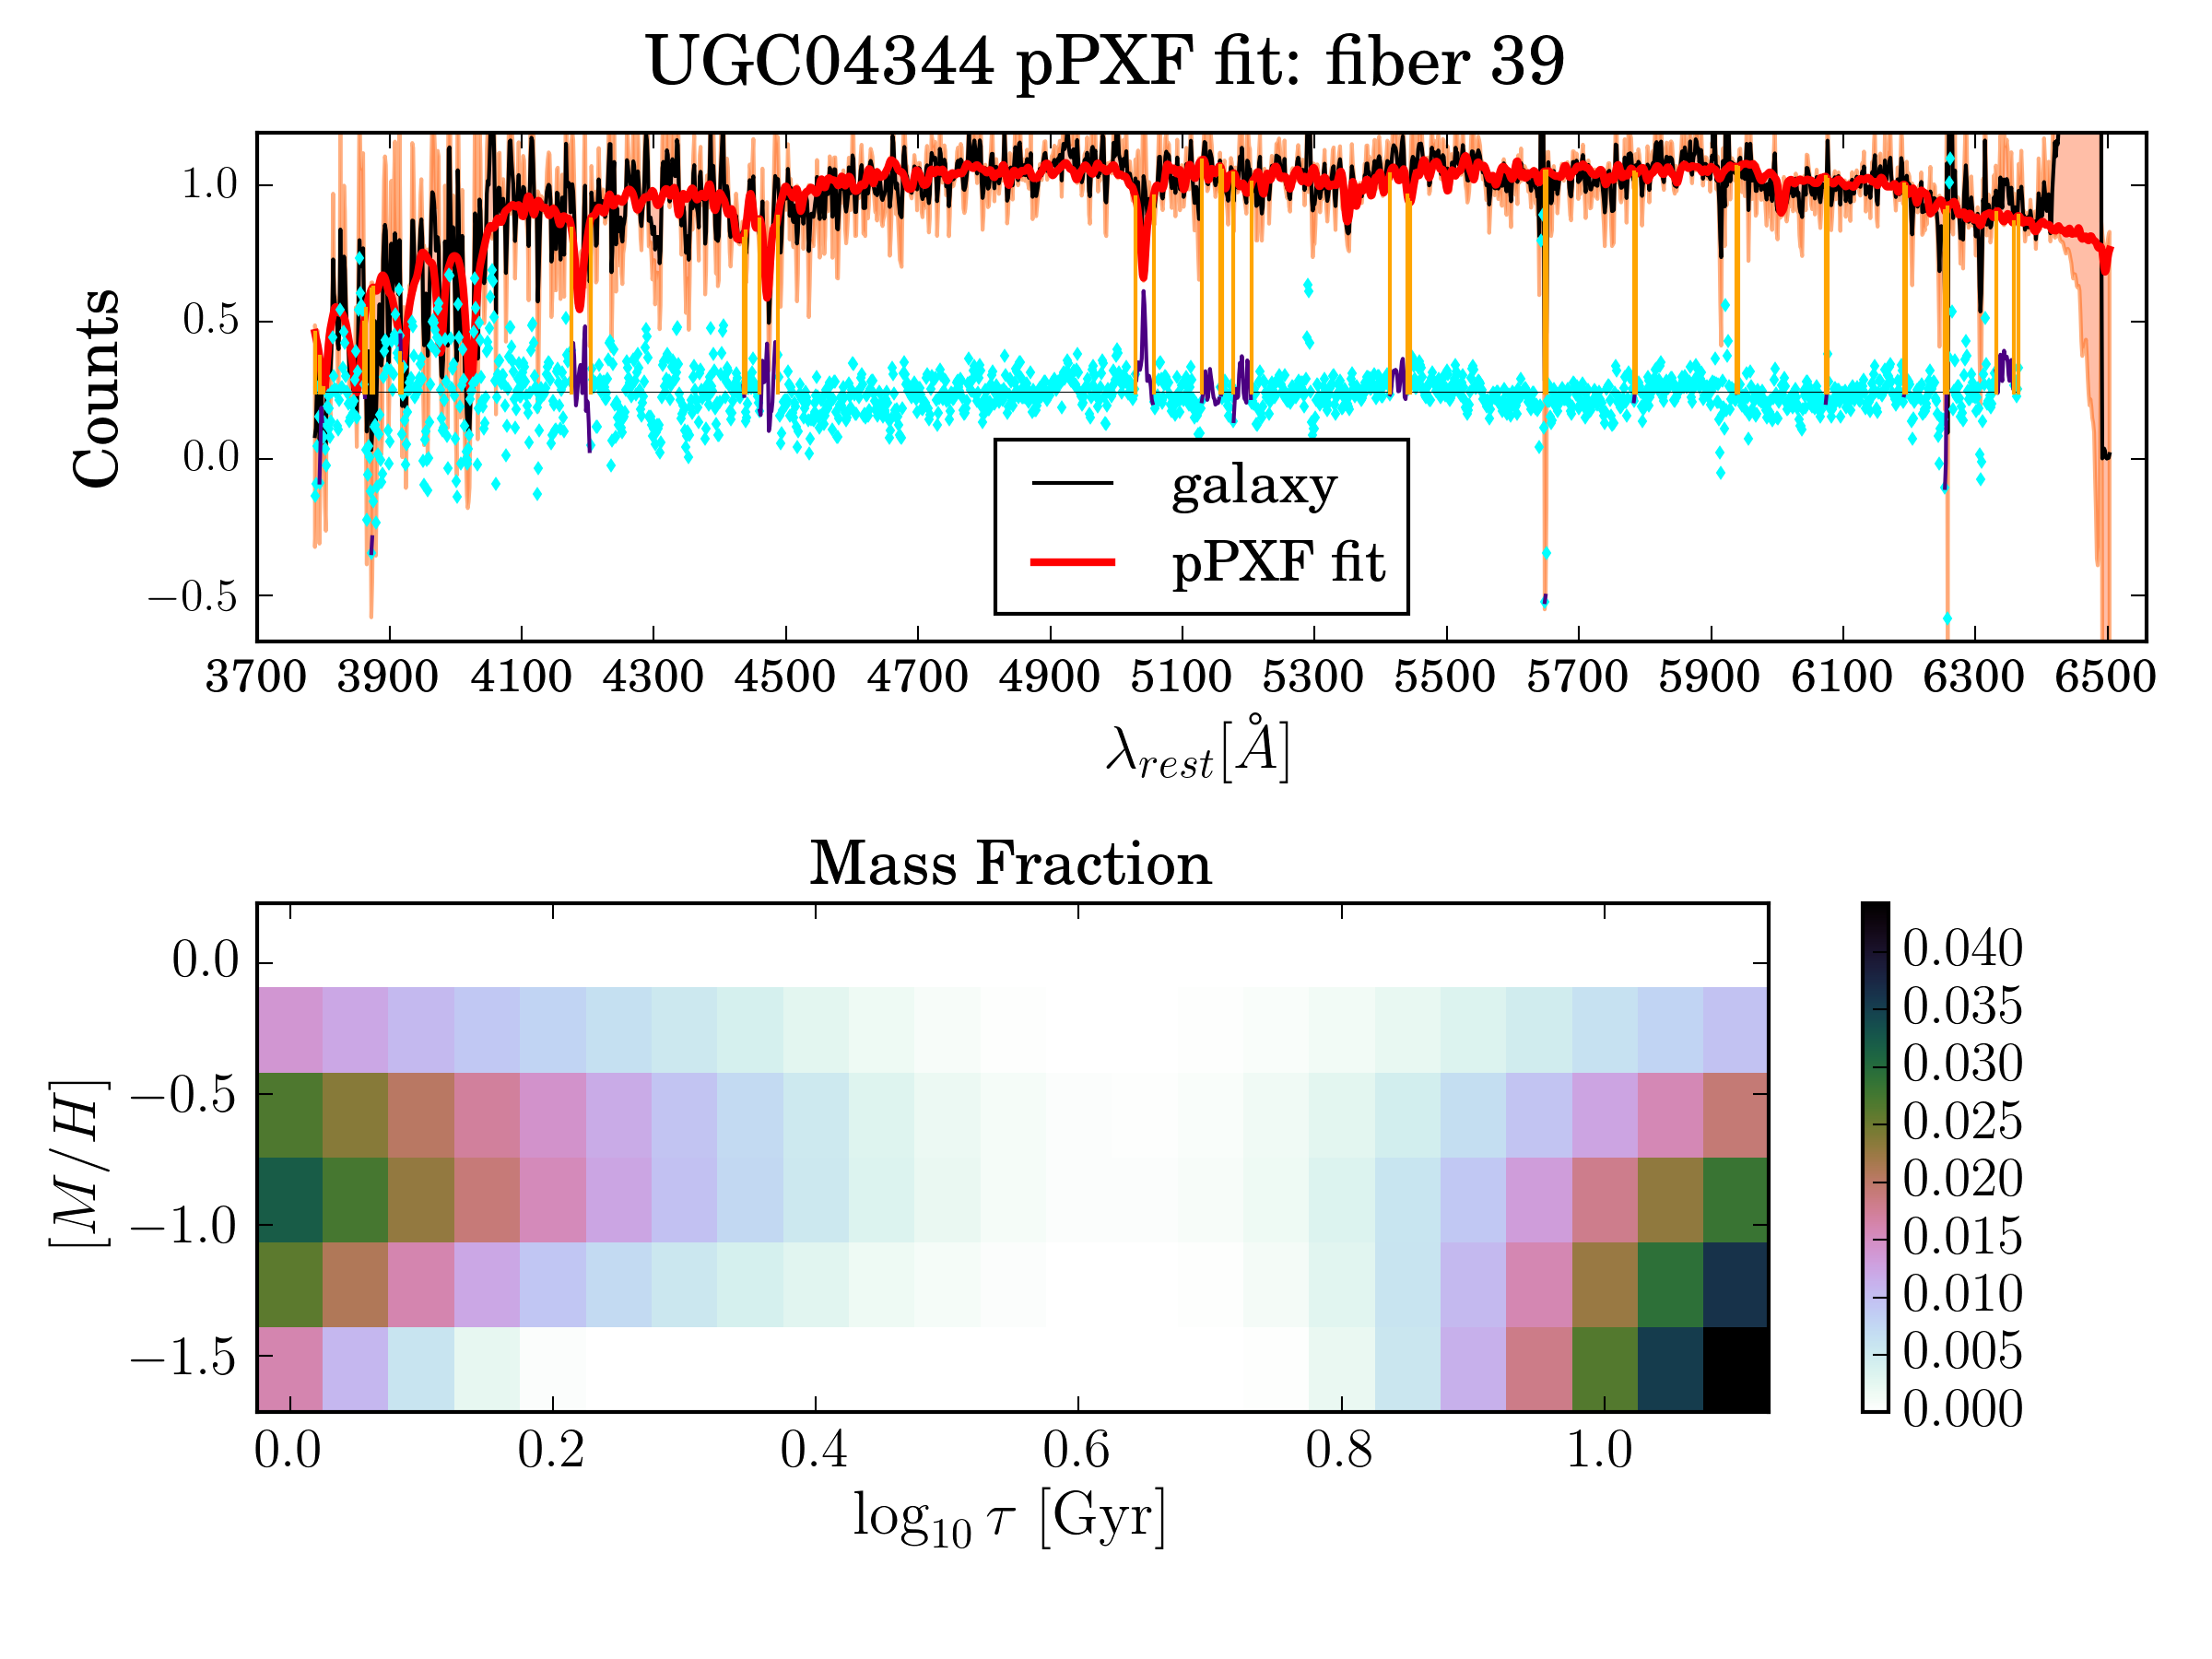 UGC04344 pPXF fit: fiber 39
Counts
1.0
0.5
0.0
−0.5
galaxy
pPXF fit
3700 3900 4100 4300 4500 4700 4900 5100 5300 5500 5700 5900 6100 6300 6500
λrest[Å]
Mass Fraction
[M/H]
0.0
−0.5
−1.0
−1.5
0.0 0.2 0.4 0.6 0.8 1.0
log10 τ [Gyr]
0.040
0.035
0.030
0.025
0.020
0.015
0.010
0.005
0.000